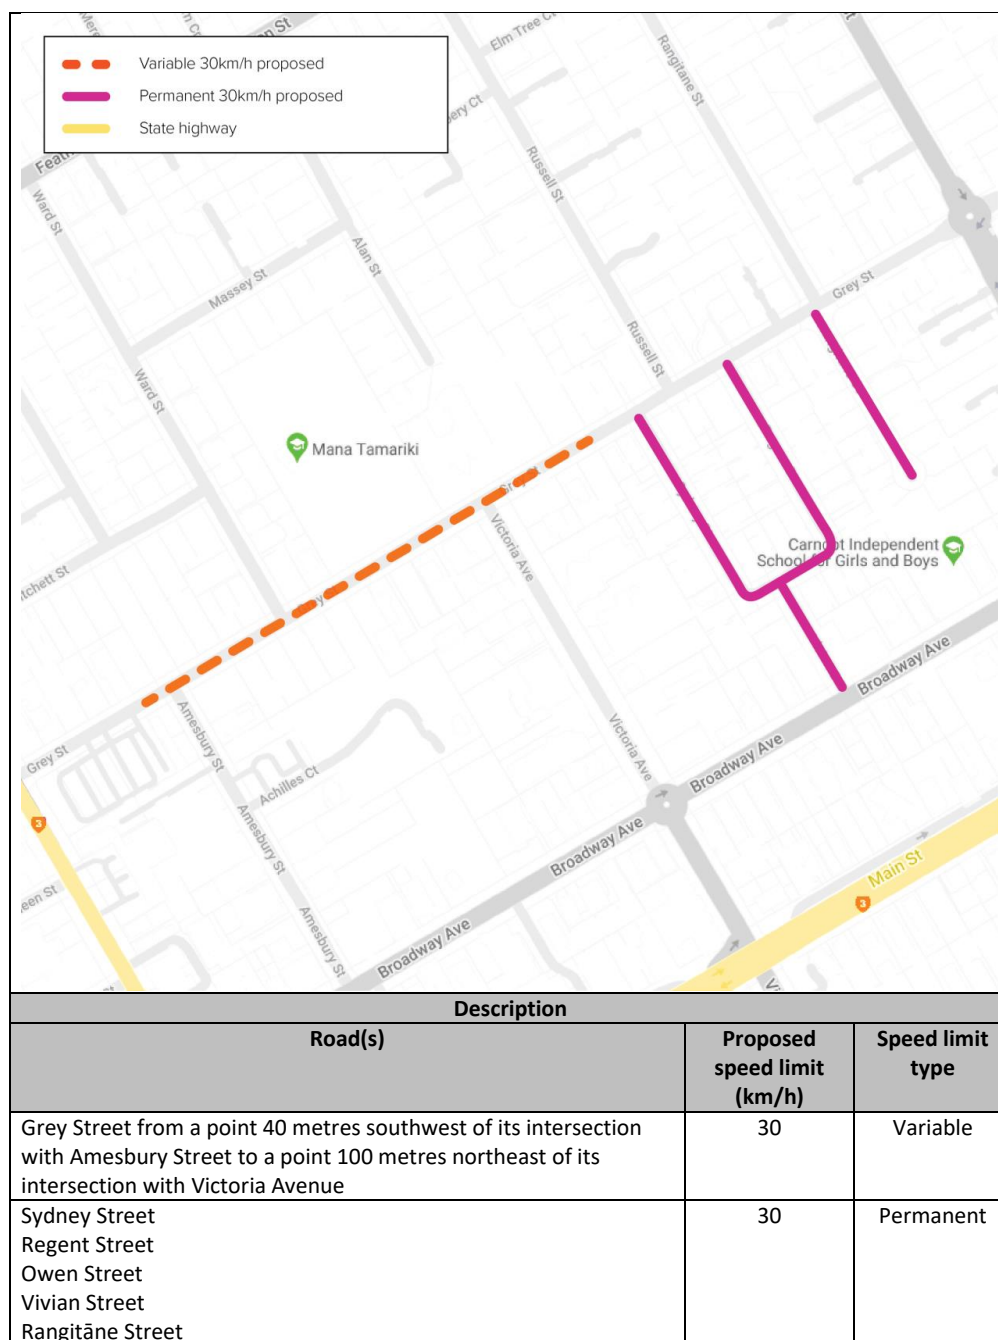 Variable 30km/h proposed
Permanent 30km/h proposed
State highway
Elm Tree Ct
Rangitane St
Russell St
Ward St
Alan St
Massey St
Grey St
Russell St
Ward St
Mana Tamariki
Victoria Ave
Carncot Independent
School for Girls and Boys
Broadway Ave
Grey St
Amesbury St
Achilles Ct
Victoria Ave
Broadway Ave
3
Amesbury St
Broadway Ave
Main St
3
Amesbury St
Broadway Ave
Description
Road(s)
Proposed
speed limit
(km/h)
Speed limit
type
Grey Street from a point 40 metres southwest of its intersection
with Amesbury Street to a point 100 metres northeast of its
intersection with Victoria Avenue
30
Variable
Sydney Street
30
Permanent
Regent Street
Owen Street
Vivian Street
Rangitāne Street